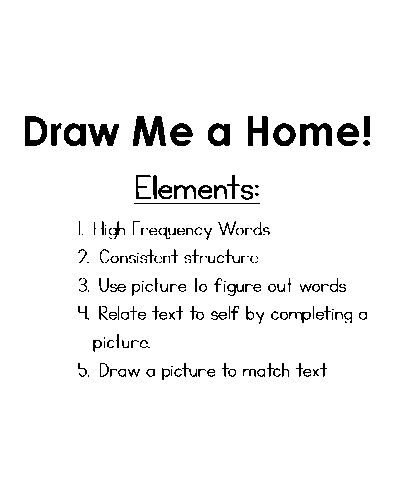 Draw Me a Home!
Elements:
1. High Frequency Words
2. Consistent structure
3. Use picture to figure out words
4. Relate text to self by completing a
picture.
5. Draw a picture to match text